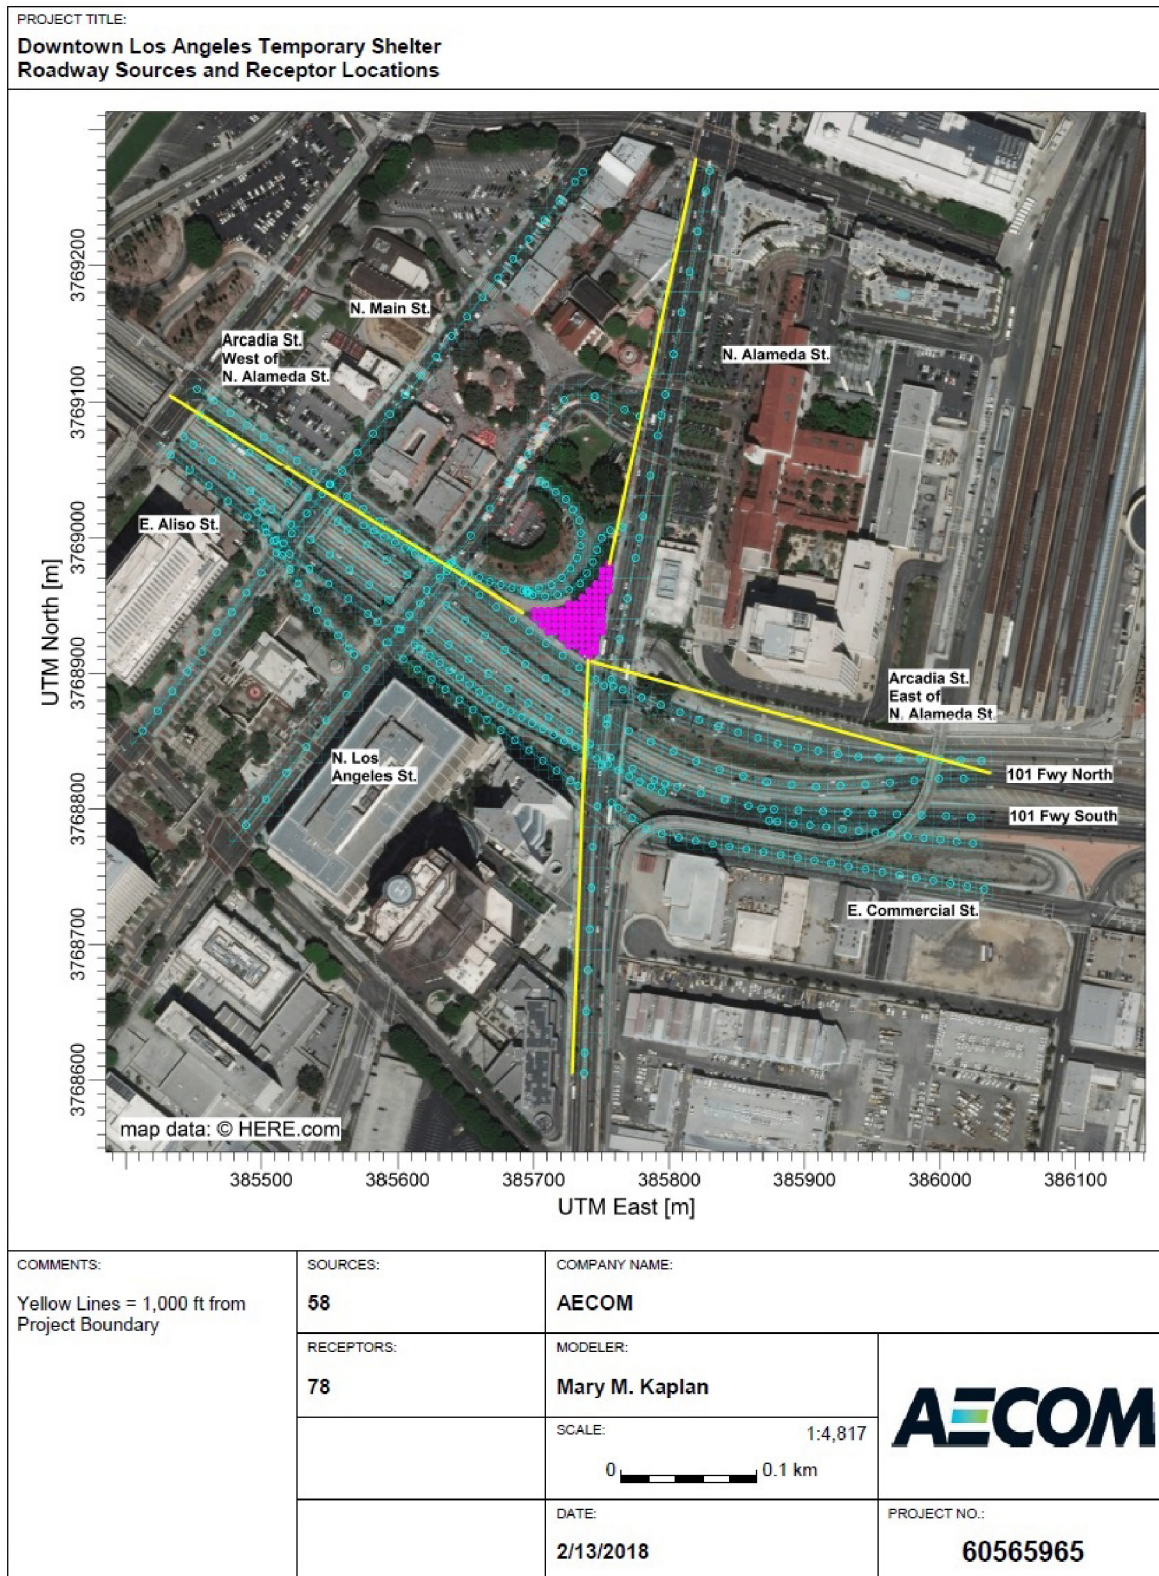 PROJECT TITLE:
Downtown Los Angeles Temporary Shelter
Roadway Sources and Receptor Locations
3769200
3769100
3769000
3768900
3768800
3768700
3768600
UTM North [m]
N. Main St.
Arcadia St.
West of
N. Alameda St.
N. Alameda St.
E. Aliso St.
Arcadia St.
East of
N. Alameda St.
N. Los
Angeles St.
101 Fwy North
101 Fwy South
E. Commercial St.
map data: © HERE.com
385500
385600
385700
385800
385900
386000
386100
UTM East [m]
COMMENTS:
Yellow Lines = 1,000 ft from
Project Boundary
SOURCES:
58
COMPANY NAME:
AECOM
RECEPTORS:
78
MODELER:
Mary M. Kaplan
SCALE:
1:4,817
0
0.1 km
AECOM
DATE:
2/13/2018
PROJECT NO.:
60565965